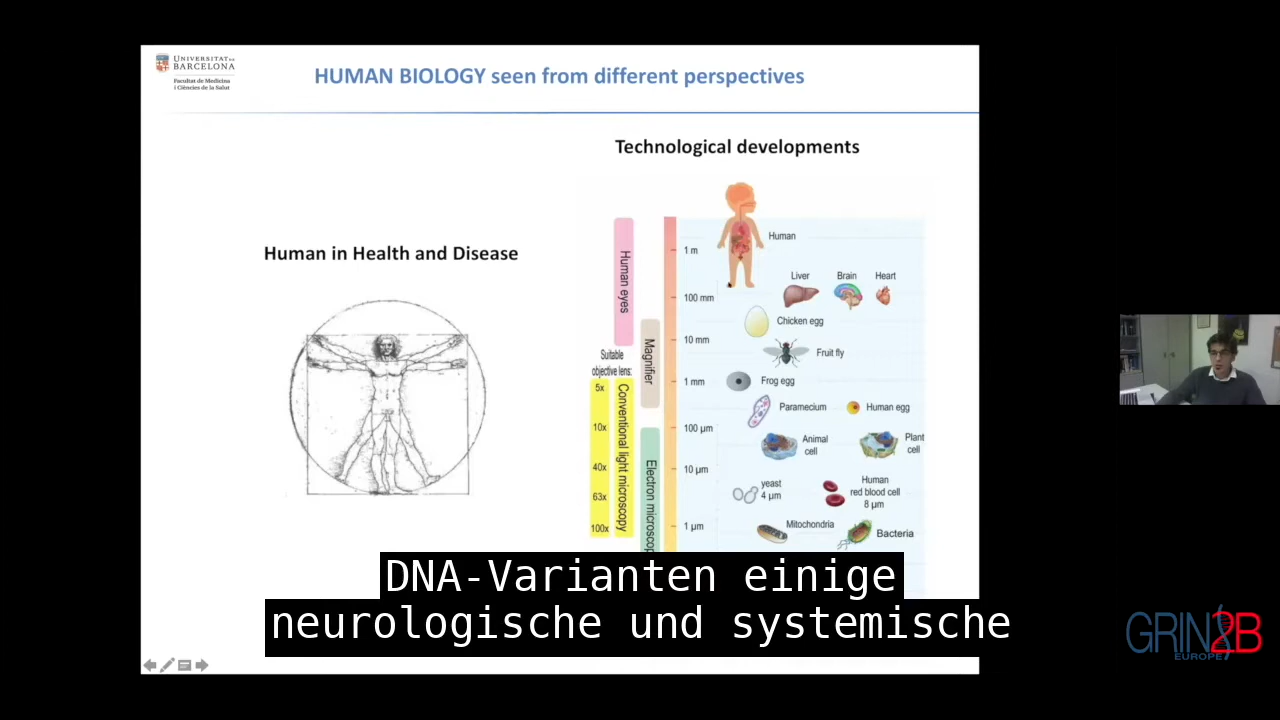 UNIVERSITAT DE
BARCELONA
Facultat de Medicina
i Ciències de la Salut
HUMAN BIOLOGY seen from different perspectives
Technological developments
Human in Health and Disease
Human eyes
Magnifier
Suitable
objective lens:
5x
10x
40x
63x
100x
Conventional light microscopy
Electron
1 m
100 mm
10 mm
1 mm
100 µm
10 µm
1 µm
Human
Liver
Brain
Heart
Chicken egg
Fruit fly
Frog egg
Paramecium
Human egg
Animal
cell
Plant
cell
yeast
4 µm
Human
red blood cell
8 µm
Mitochondria
Bacteria
DNA-Varianten einige
neurologische und systemische
GRIN2B
EUROPE